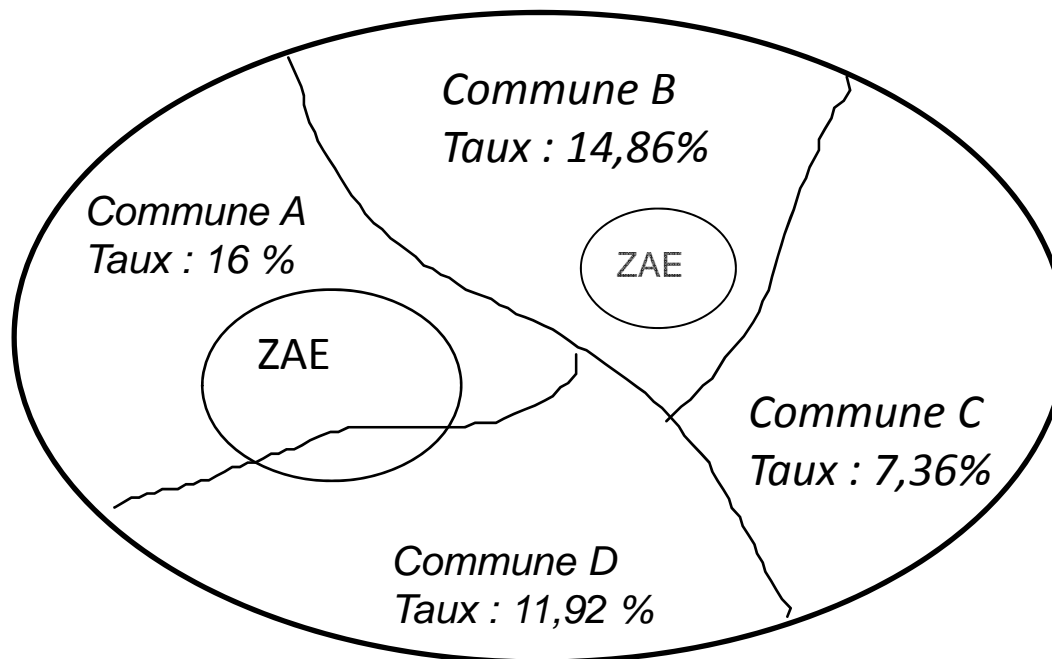 Commune B
Taux : 14,86%
Commune A
Taux : 16 %
ZAE
ZAE
Commune C
Taux : 7,36%
Commune D
Taux : 11,92 %